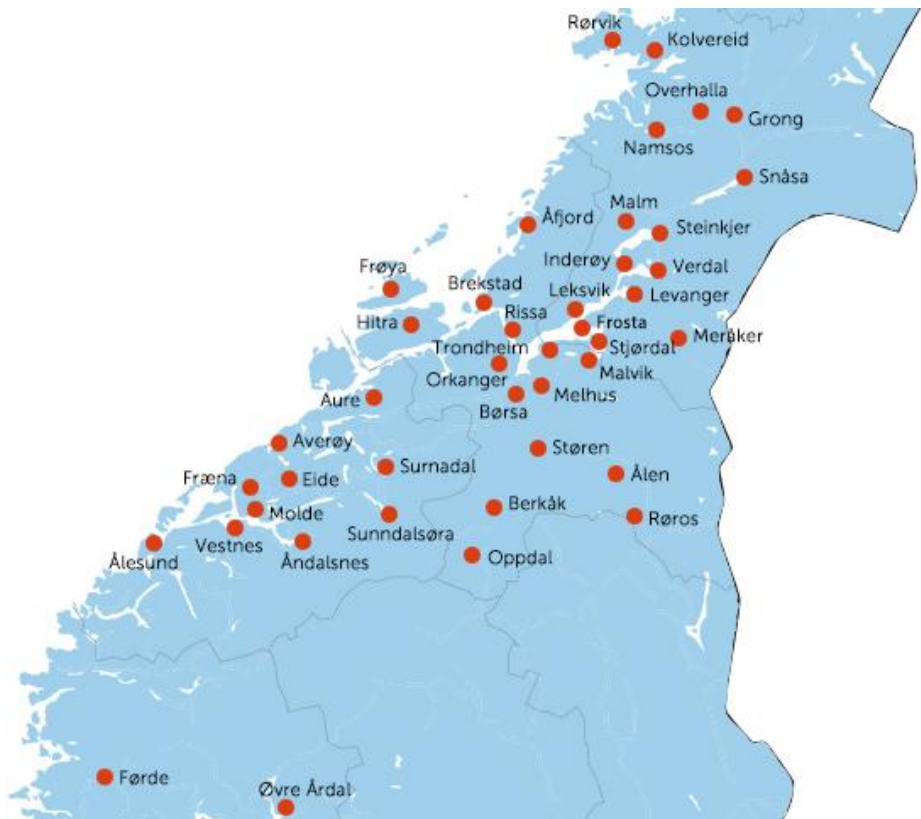 Rørvik
Kolvereid
Overhalla
Grong
Namsos
Snåsa
Malm
Åfjord
Steinkjer
Inderøy
Verdal
Frøya
Brekstad
Leksvik
Levanger
Rissa
Hitra
Frosta
Meråker
Trondheim
Stjørdal
Malvik
Orkanger
Melhus
Aure
Børsa
Averøy
Støren
Surnadal
Ålen
Fræna
Eide
Berkåk
Molde
Røros
Sunndalsøra
Vestnes
Ålesund
Åndalsnes
Oppdal
Førde
Øvre Årdal